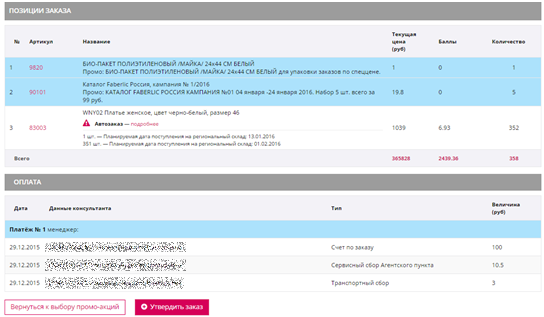 ПОЗИЦИИ ЗАКАЗА
№ Артикул Название Текущая цена (руб) Баллы Количество
1 9820 БИО-ПАКЕТ ПОЛИЭТИЛЕНОВЫЙ /МАЙКА/ 24х44 СМ БЕЛЫЙ 1 0 1
Промо: БИО-ПАКЕТ ПОЛИЭТИЛЕНОВЫЙ /МАЙКА/ 24х44 СМ БЕЛЫЙ для упаковки заказов по спеццене.
2 90101 Каталог Faberlic Россия, кампания № 1/2016 19.8 0 5
Промо: КАТАЛОГ FABERLIC РОССИЯ КАМПАНИЯ №01 04 января -24 января 2016. Набор 5 шт. всего за
99 руб.
3 83003 WNY02 Платье женское, цвет черно-белый, размер 46 1039 6.93 352
Автозаказ — подробнее
1 шт. — Планируемая дата поступления на региональный склад: 13.01.2016
351 шт. — Планируемая дата поступления на региональный склад: 01.02.2016
Всего 365828 2439.36 358
ОПЛАТА
Дата Данные консультанта Тип Величина (руб)
Платёж № 1 менеджер:
29.12.2015 Счет по заказу 100
29.12.2015 Сервисный сбор Агентского пункта 10.5
29.12.2015 Транспортный сбор 3
Вернуться к выбору промо-акций Утвердить заказ